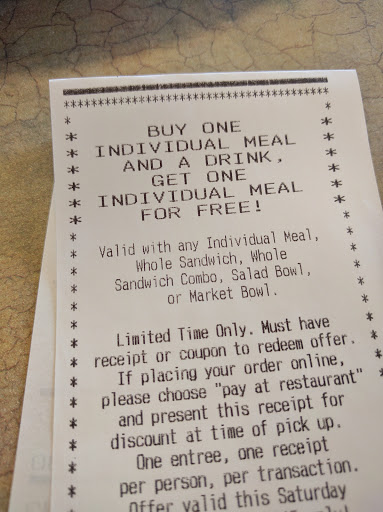 BUY ONE
INDIVIDUAL MEAL
AND A DRINK,
GET ONE
INDIVIDUAL MEAL
FOR FREE!
Valid with any Individual Meal,
Whole Sandwich, Whole
Sandwich Combo, Salad Bowl,
or Market Bowl.
Limited Time Only. Must have
receipt or coupon to redeem offer.
If placing your order online,
please choose "pay at restaurant"
and present this receipt for
discount at time of pick up.
One entree, one receipt
per person, per transaction.
Offer valid this Saturday